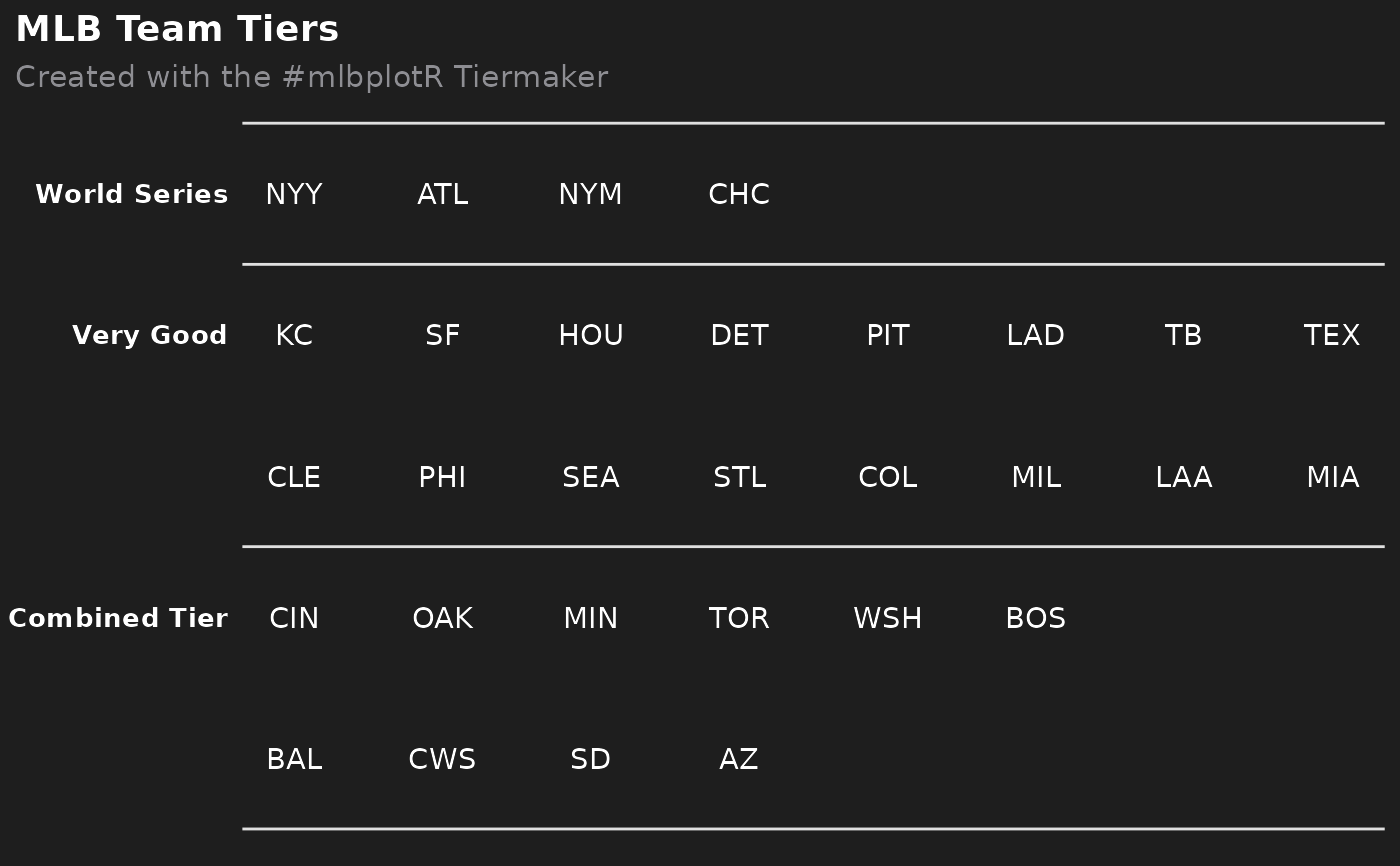 MLB Team Tiers
Created with the #mlbplotR Tiermaker
World Series NYY ATL NYM CHC
Very Good KC SF HOU DET PIT LAD TB TEX
CLE PHI SEA STL COL MIL LAA MIA
Combined Tier CIN OAK MIN TOR WSH BOS
BAL CWS SD AZ